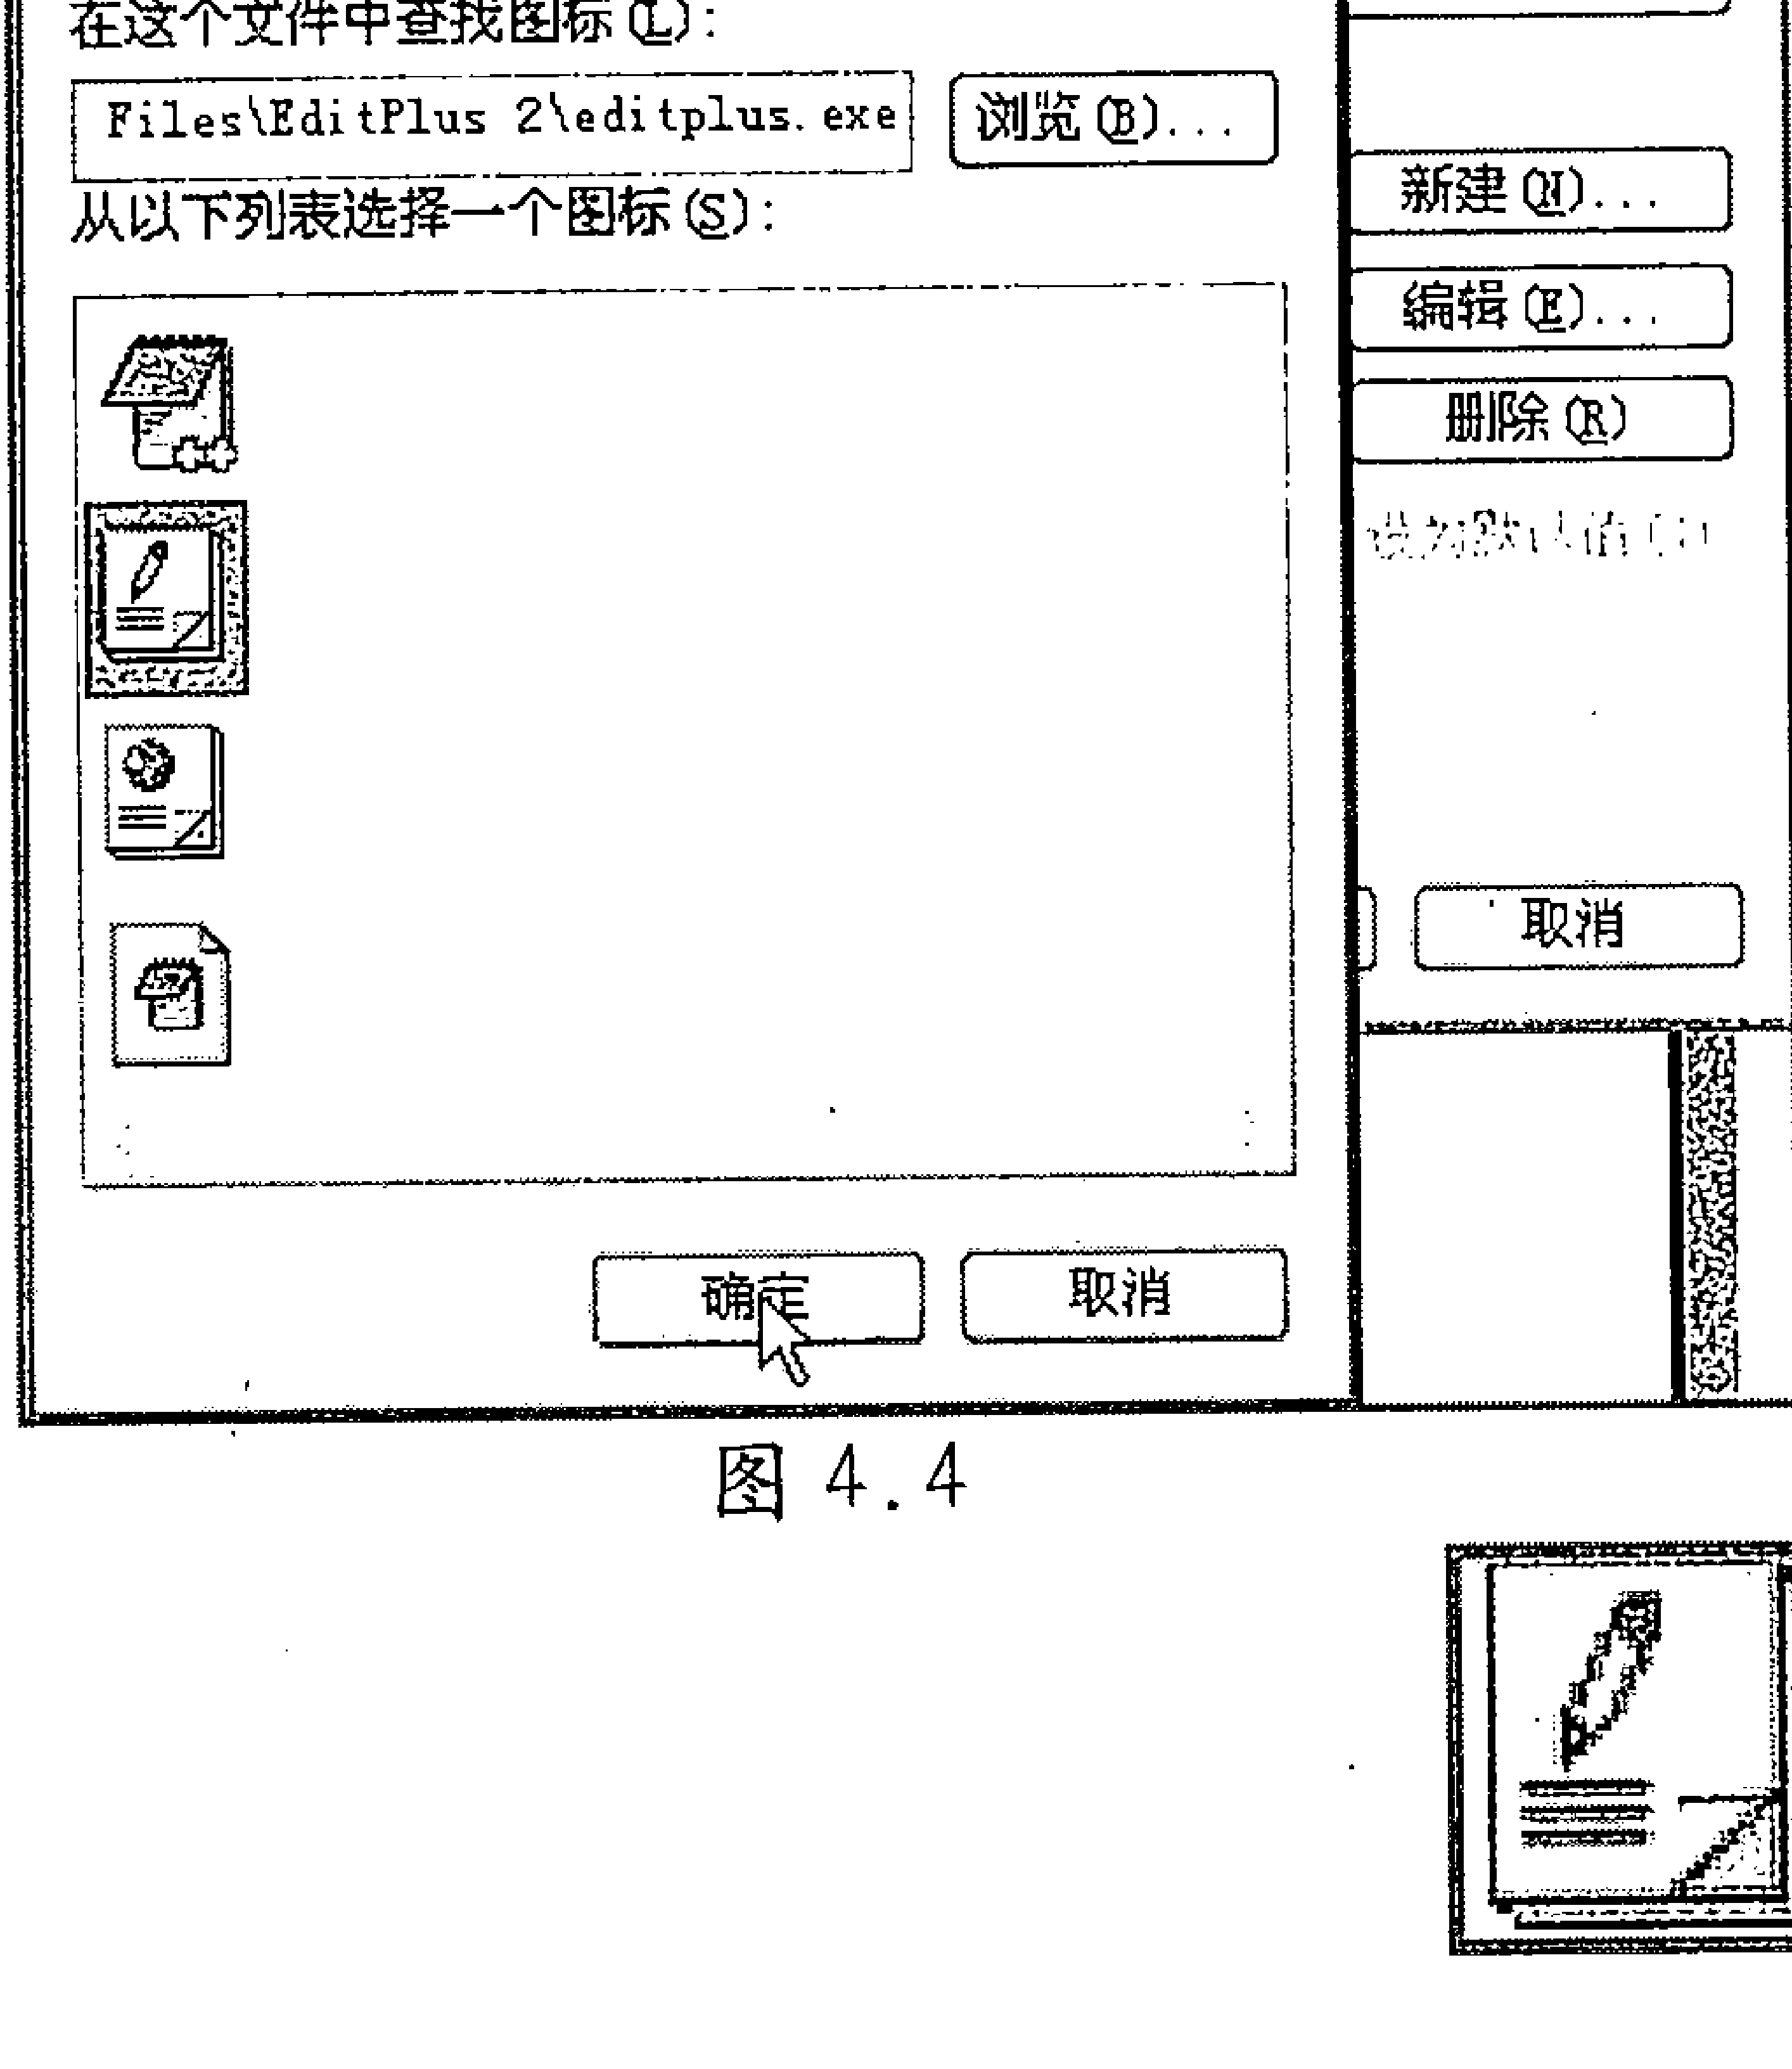 在这个文件中查找图标(L):
Files\EditPlus 2\editplus.exe
浏览(B)...
从以下列表选择一个图标(S):
新建(N)...
编辑(E)...
删除(R)
取消
确定
取消
图 4.4